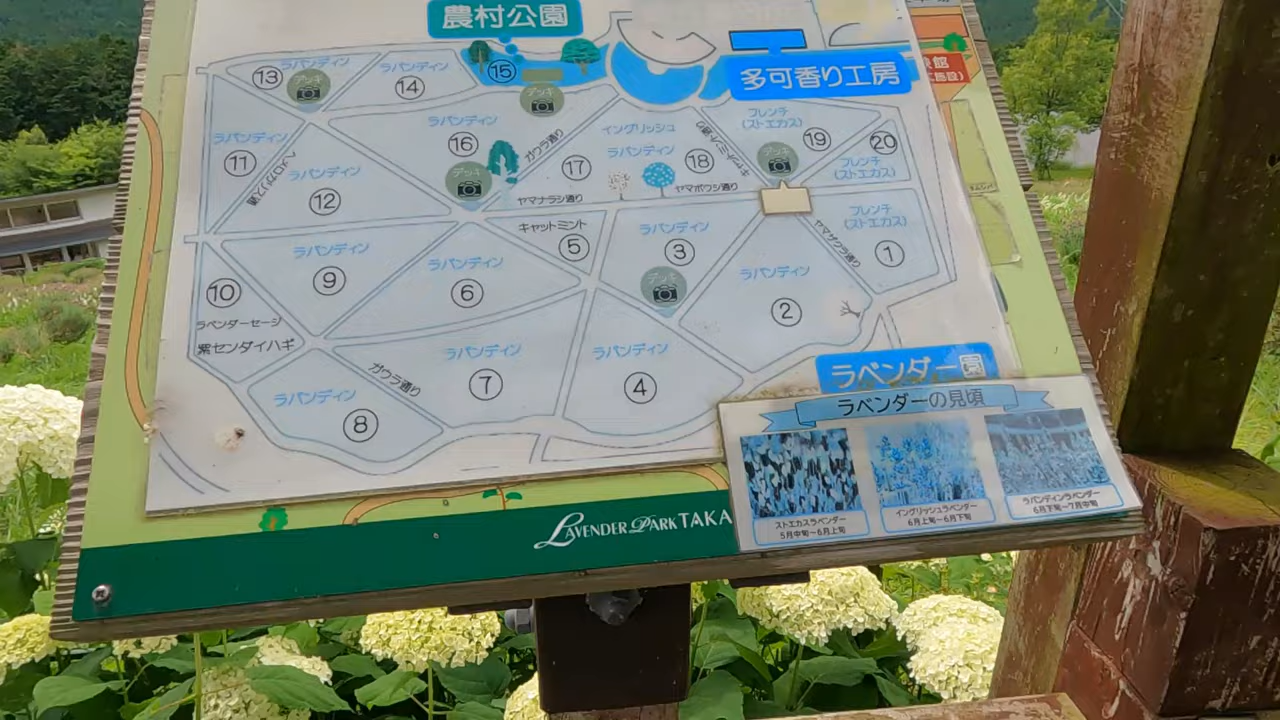 農村公園
多可香り工房
⑬
ラバンディン
デッキ
ラバンディン
⑭
⑮
デッキ
ラバンディン
⑪
ラバンディン
⑫
ラバンディン
⑯
デッキ
ガウラ通り
イングリッシュ
ラバンディン
⑰
⑱
フレンチ
(ストエカス)
⑲
⑳
フレンチ
(ストエカス)
ヤマナラシ通り
ヤマボウシ通り
キャットミント
⑤
ラバンディン
③
デッキ
フレンチ
(ストエカス)
①
ヤマザクラ通り
ラバンディン
②
ラバンディン
⑨
ラバンディン
⑥
⑩
ラベンダーセージ
紫センダイハギ
ガウラ通り
ラバンディン
⑦
ラバンディン
④
ラバンディン
⑧
ラベンダー園
ラベンダーの見頃
ストエカスラベンダー
5月中旬～6月上旬
イングリッシュラベンダー
6月上旬～6月下旬
ラバンディンラベンダー
6月下旬～7月中旬
LAVENDER PARK TAKA